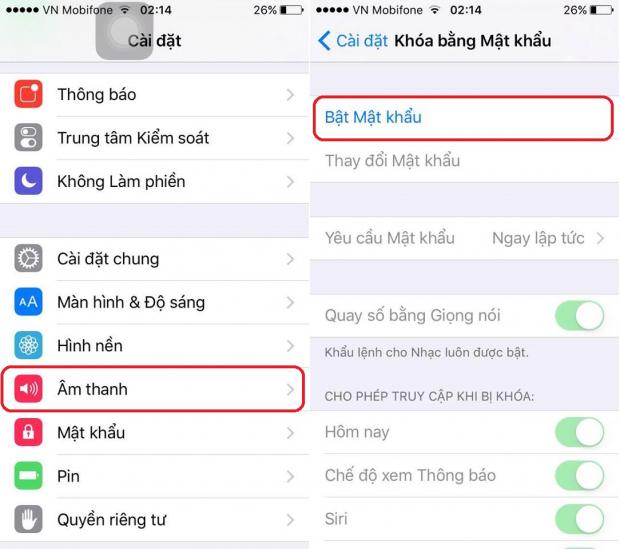 VN Mobifone 02:14 26%
Cài đặt
Thông báo
Trung tâm Kiểm soát
Không Làm phiền
Cài đặt chung
AA Màn hình & Độ sáng
Hình nền
Âm thanh
Mật khẩu
Pin
Quyền riêng tư
VN Mobifone 02:14 26%
Cài đặt Khóa bằng Mật khẩu
Bật Mật khẩu
Thay đổi Mật khẩu
Yêu cầu Mật khẩu Ngay lập tức
Quay số bằng Giọng nói
Khẩu lệnh cho Nhạc luôn được bật.
CHO PHÉP TRUY CẬP KHI BỊ KHÓA:
Hôm nay
Chế độ xem Thông báo
Siri